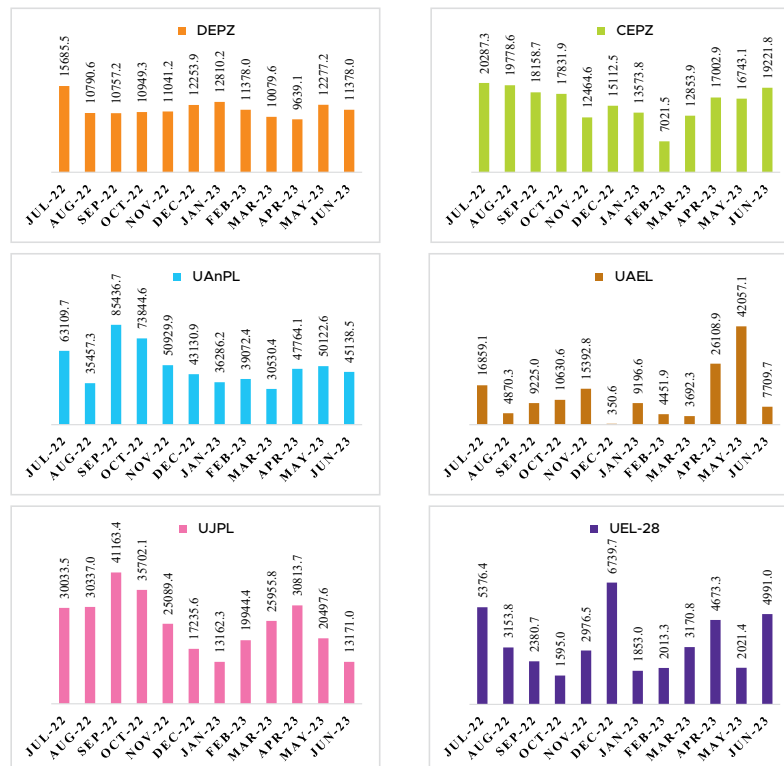 DEPZ
15685.5
10790.6
10757.2
10949.3
11041.2
12253.9
12810.2
11378.0
10079.6
9639.1
12277.2
11378.0
JUL-22
AUG-22
SEP-22
OCT-22
NOV-22
DEC-22
JAN-23
FEB-23
MAR-23
APR-23
MAY-23
JUN-23
CEPZ
20287.3
19778.6
18158.7
17831.9
12464.6
15112.5
13573.8
7021.5
12853.9
17002.9
16743.1
19221.8
JUL-22
AUG-22
SEP-22
OCT-22
NOV-22
DEC-22
JAN-23
FEB-23
MAR-23
APR-23
MAY-23
JUN-23
UAnPL
63109.7
35457.3
85436.7
73844.6
50929.9
43130.9
36286.2
39072.4
30530.4
47764.1
50122.6
45138.5
JUL-22
AUG-22
SEP-22
OCT-22
NOV-22
DEC-22
JAN-23
FEB-23
MAR-23
APR-23
MAY-23
JUN-23
UAEL
16859.1
4870.3
9225.0
10630.6
15392.8
350.6
9196.6
4451.9
3692.3
26108.9
42057.1
7709.7
JUL-22
AUG-22
SEP-22
OCT-22
NOV-22
DEC-22
JAN-23
FEB-23
MAR-23
APR-23
MAY-23
JUN-23
UJPL
30033.5
30337.0
41163.4
35702.1
25089.4
17235.6
13162.3
19944.4
25955.8
30813.7
20497.6
13171.0
JUL-22
AUG-22
SEP-22
OCT-22
NOV-22
DEC-22
JAN-23
FEB-23
MAR-23
APR-23
MAY-23
JUN-23
UEL-28
5376.4
3153.8
2380.7
1595.0
2976.5
6739.7
1853.0
2013.3
3170.8
4673.3
2021.4
4991.0
JUL-22
AUG-22
SEP-22
OCT-22
NOV-22
DEC-22
JAN-23
FEB-23
MAR-23
APR-23
MAY-23
JUN-23